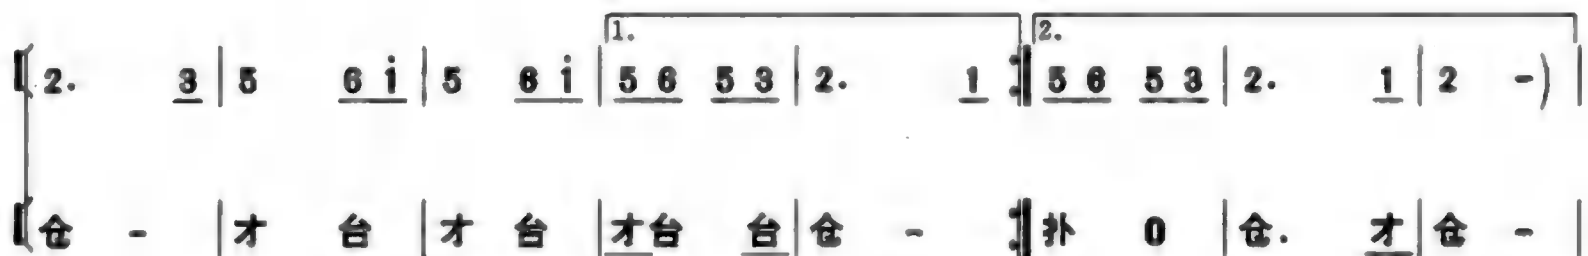 1. 2.
(2. 3 | 5 6 i | 5 6 i | 5 6 5 3 | 2. 1 :| 5 6 5 3 | 2. 1 | 2 -) |
仓 - | 才 台 | 才 台 | 才台 台 | 仓 - :| 扑 0 | 仓. 才 | 仓 - |